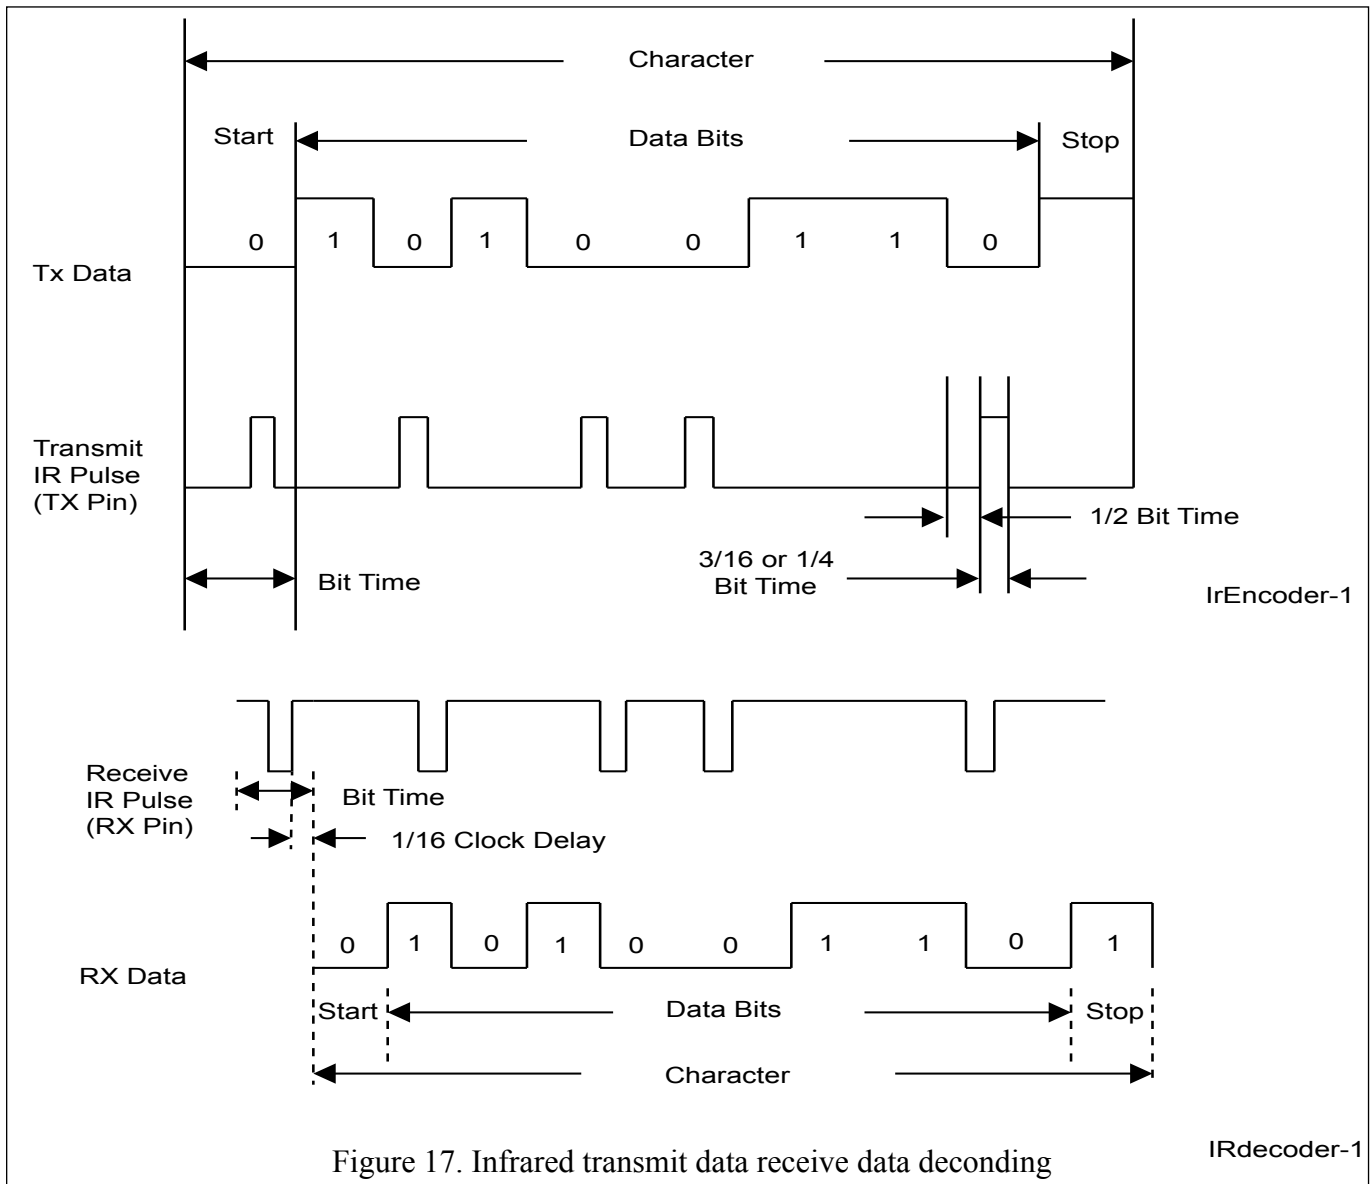 Character
Start
Data Bits
Stop
0 1 0 1 0 0 1 1 0
Tx Data
Transmit
IR Pulse
(TX Pin)
1/2 Bit Time
3/16 or 1/4
Bit Time
Bit Time
IrEncoder-1
Receive
IR Pulse
(RX Pin)
Bit Time
1/16 Clock Delay
0 1 0 1 0 0 1 1 0 1
RX Data
Start
Data Bits
Stop
Character
IRdecoder-1
Figure 17. Infrared transmit data receive data deconding